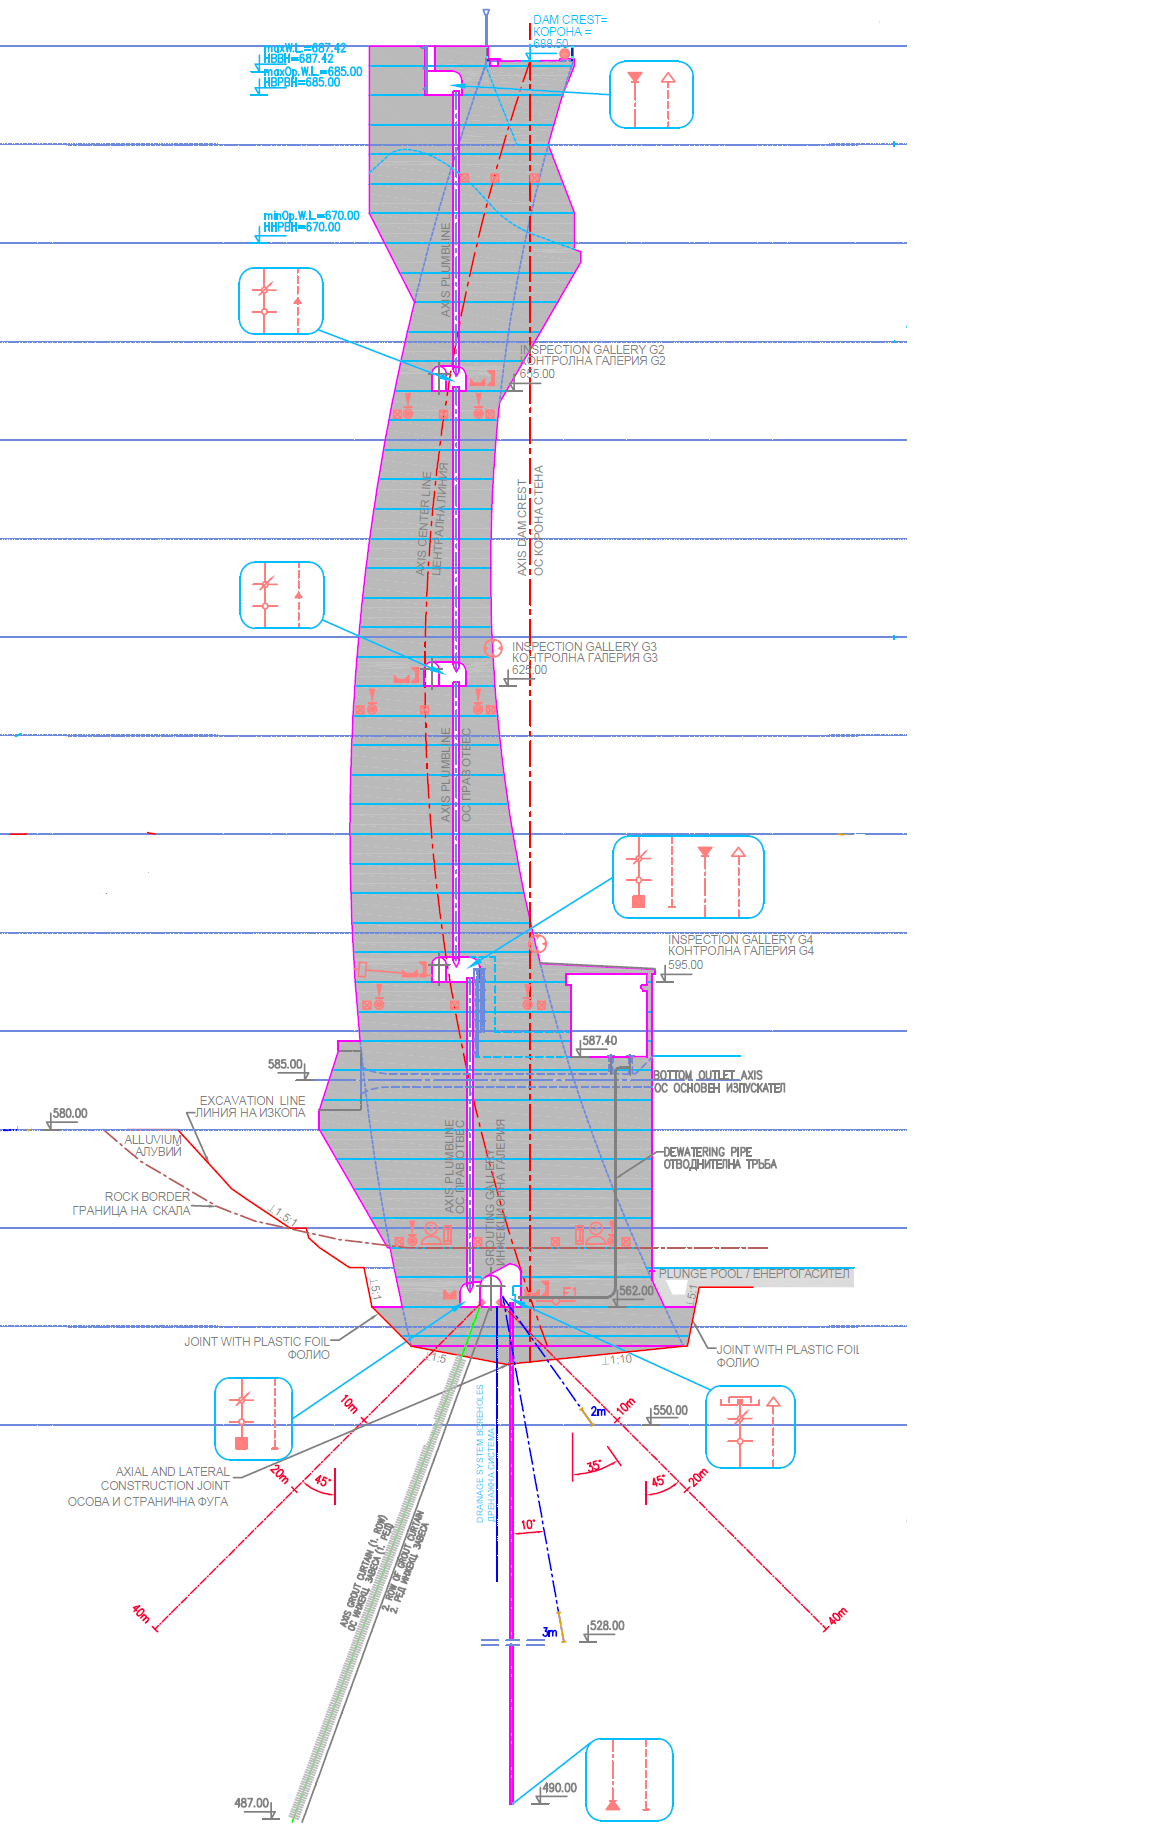 DAM CREST=
КОРОНА =
688.50
maxW.L.=687.42
НВВН=687.42
maxOp.W.L.=685.00
НВРВН=685.00
minOp.W.L.=670.00
ННРВН=670.00
AXIS PLUMBLINE
INSPECTION GALLERY G2
КОНТРОЛНА ГАЛЕРИЯ G2
655.00
AXIS CENTER LINE
ЦЕНТРАЛНА ЛИНИЯ
AXIS DAM CREST
ОС КОРОНА СТЕНА
INSPECTION GALLERY G3
КОНТРОЛНА ГАЛЕРИЯ G3
625.00
AXIS PLUMBLINE
ОС ПРАВ ОТВЕС
INSPECTION GALLERY G4
КОНТРОЛНА ГАЛЕРИЯ G4
595.00
587.40
585.00
BOTTOM OUTLET AXIS
ОС ОСНОВЕН ИЗПУСКАТЕЛ
EXCAVATION LINE
ЛИНИЯ НА ИЗКОПА
580.00
ALLUVIUM
АЛУВИЙ
AXIS PLUMBLINE
ОС ПРАВ ОТВЕС
GROUTING GALLERY
ИНЖЕКЦИОННА ГАЛЕРИЯ
DEWATERING PIPE
ОТВОДНИТЕЛНА ТРЪБА
ROCK BORDER
ГРАНИЦА НА СКАЛА
⊥1.5:1
PLUNGE POOL / ЕНЕРГОГАСИТЕЛ
⊥5:1
E1
562.00
⊥5:1
JOINT WITH PLASTIC FOIL
ФОЛИО
JOINT WITH PLASTIC FOIL
ФОЛИО
⊥1:5
⊥1:10
10m
2m
10m
550.00
DRAINAGE SYSTEM BOREHOLES
ДРЕНАЖНА СИСТЕМА
AXIAL AND LATERAL
CONSTRUCTION JOINT
ОСОВА И СТРАНИЧНА ФУГА
20m
45°
35°
45°
20m
10°
AXIS GROUT CURTAIN (1. ROW)
ОС ИНЖЕКЦ. ЗАВЕСА (1. РЕД)
2. ROW OF GROUT CURTAIN
2. РЕД ИНЖЕКЦ. ЗАВЕСА
40m
40m
3m
528.00
490.00
487.00